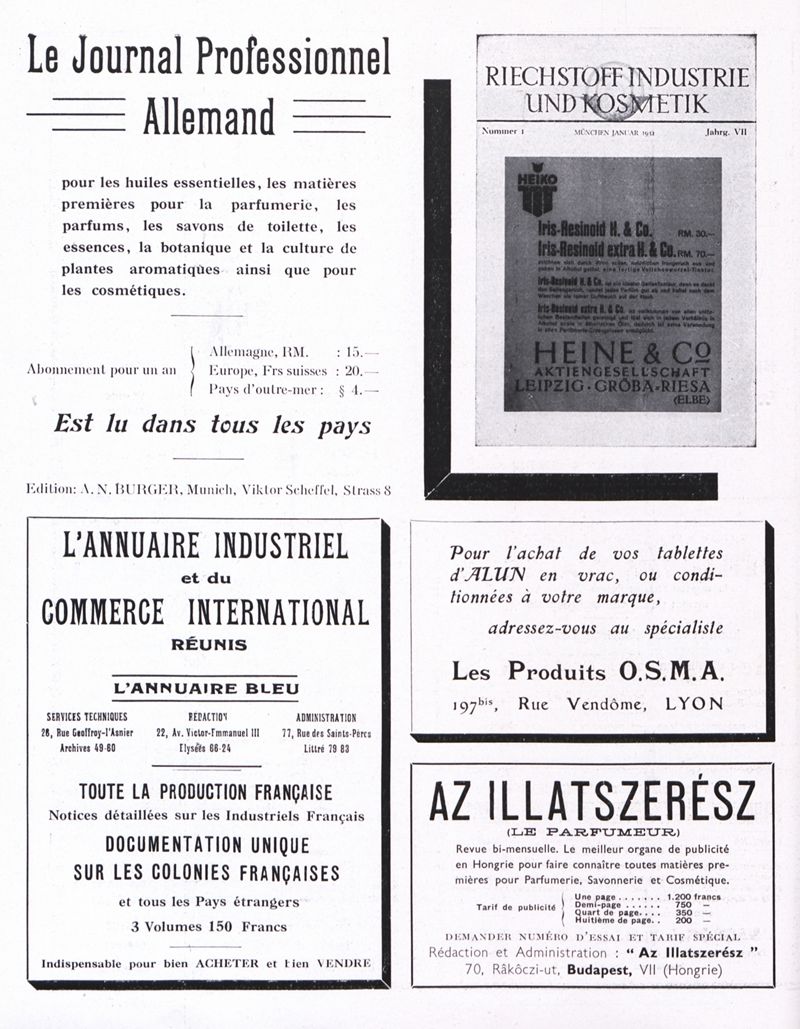 Le Journal Professionnel
Allemand
pour les huiles essentielles, les matières
premières pour la parfumerie, les
parfums, les savons de toilette, les
essences, la botanique et la culture de
plantes aromatiques ainsi que pour
les cosmétiques.
Abonnement pour un an
Allemagne, RM. : 15.—
Europe, Frs suisses : 20.—
Pays d'outre-mer : § 4.—
Est lu dans tous les pays
Edition: A. N. BURGER, Munich, Viktor Scheffel, Strass 8
RIECHSTOFF INDUSTRIE
UND KOSMETIK
Nummer 1 MÜNCHEN JANUAR Jahrg. VII
HEIKO
Iris-Resinoid H. & Co. RM. 30.—
Iris-Resinoid extra H. & Co. RM. 70.—
HEINE & Co
AKTIENGESELLSCHAFT
LEIPZIG · GRÖBA-RIESA
(ELBE)
L'ANNUAIRE INDUSTRIEL
et du
COMMERCE INTERNATIONAL
RÉUNIS
L'ANNUAIRE BLEU
SERVICES TECHNIQUES
28, Rue Geoffroy-l'Asnier
Archives 49-60
RÉDACTION
22, Av. Victor-Emmanuel III
Elysées 66-24
ADMINISTRATION
77, Rue des Saints-Pères
Littré 79 83
TOUTE LA PRODUCTION FRANÇAISE
Notices détaillées sur les Industriels Français
DOCUMENTATION UNIQUE
SUR LES COLONIES FRANÇAISES
et tous les Pays étrangers
3 Volumes 150 Francs
Indispensable pour bien ACHETER et bien VENDRE
Pour l'achat de vos tablettes
d'ALUN en vrac, ou condi-
tionnées à votre marque,
adressez-vous au spécialiste
Les Produits O.S.M.A.
197bis, Rue Vendôme, LYON
AZ ILLATSZERÉSZ
(LE PARFUMEUR)
Revue bi-mensuelle. Le meilleur organe de publicité
en Hongrie pour faire connaître toutes matières pre-
mières pour Parfumerie, Savonnerie et Cosmétique.
Tarif de publicité
Une page ....... 1.200 francs
Demi-page ...... 750 —
Quart de page.... 350 —
Huitième de page.. 200 —
DEMANDER NUMÉRO D'ESSAI ET TARIF SPÉCIAL
Rédaction et Administration : " Az Illatszerész "
70, Râkôczi-ut, Budapest, VII (Hongrie)